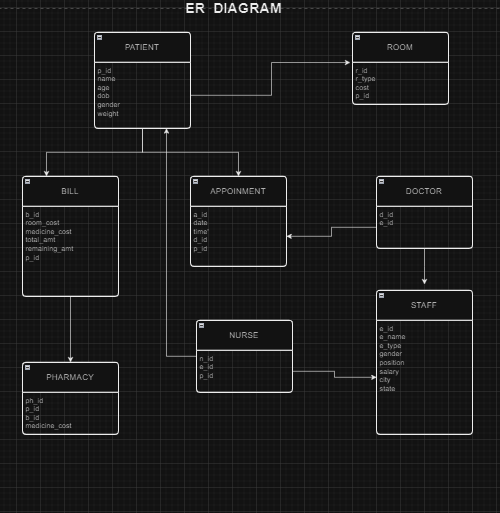 ER DIAGRAM
PATIENT
p_id
name
age
dob
gender
weight
ROOM
r_id
r_type
cost
p_id
BILL
b_id
room_cost
medicine_cost
total_amt
remaining_amt
p_id
APPOINMENT
a_id
date
time'
d_id
p_id
DOCTOR
d_id
e_id
STAFF
e_id
e_name
e_type
gender
position
salary
city
state
NURSE
n_id
e_id
p_id
PHARMACY
ph_id
p_id
b_id
medicine_cost